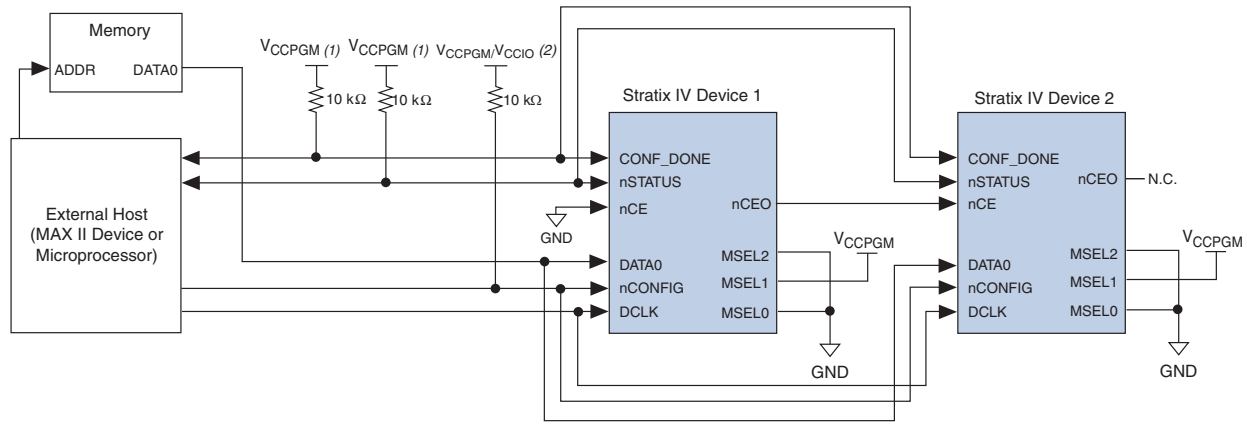 Memory
ADDR
DATA0
External Host
(MAX II Device or
Microprocessor)
VCCPGM (1)
VCCPGM (1)
VCCPGM/VCCIO (2)
10 kΩ
10 kΩ
10 kΩ
GND
Stratix IV Device 1
CONF_DONE
nSTATUS
nCE
DATA0
nCONFIG
DCLK
nCEO
MSEL2
MSEL1
MSEL0
VCCPGM
GND
Stratix IV Device 2
CONF_DONE
nSTATUS
nCE
DATA0
nCONFIG
DCLK
nCEO
MSEL2
MSEL1
MSEL0
N.C.
VCCPGM
GND